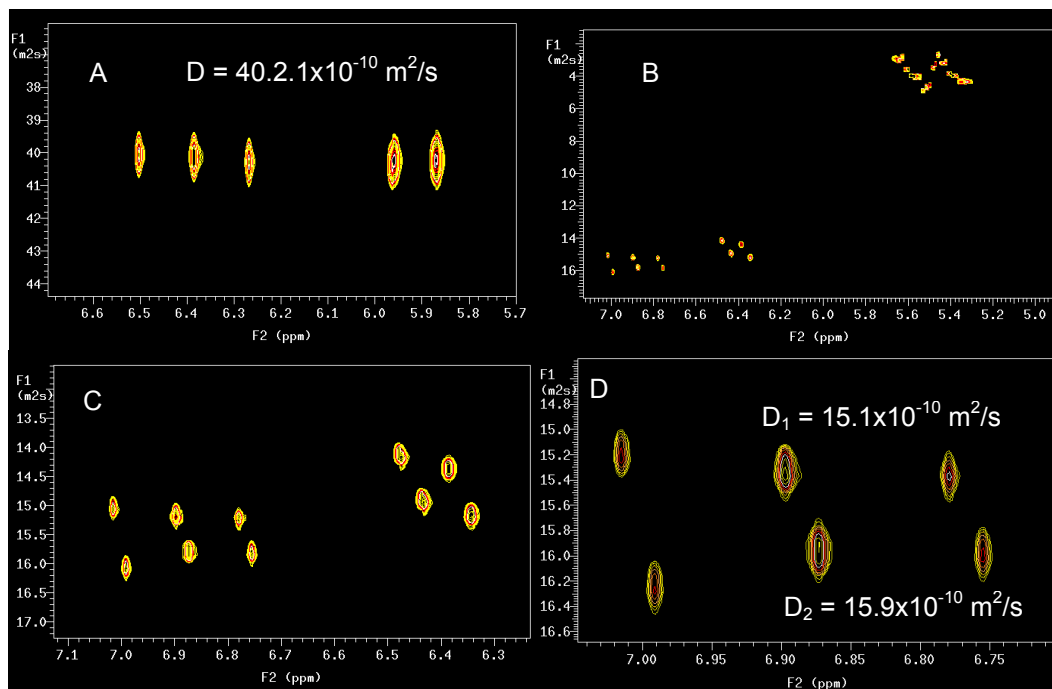 F1
(m2s)
A
D = 40.2.1x10⁻¹⁰ m²/s
38
39
40
41
42
43
44
6.6 6.5 6.4 6.3 6.2 6.1 6.0 5.9 5.8 5.7
F2 (ppm)
F1
(m2s)
B
4
6
8
10
12
14
16
7.0 6.8 6.6 6.4 6.2 6.0 5.8 5.6 5.4 5.2 5.0
F2 (ppm)
F1
(m2s)
C
13.5
14.0
14.5
15.0
15.5
16.0
16.5
17.0
7.1 7.0 6.9 6.8 6.7 6.6 6.5 6.4 6.3
F2 (ppm)
F1
(m2s)
D
D₁ = 15.1x10⁻¹⁰ m²/s
14.8
15.0
15.2
15.4
15.6
15.8
16.0
16.2
16.4
16.6
D₂ = 15.9x10⁻¹⁰ m²/s
7.00 6.95 6.90 6.85 6.80 6.75
F2 (ppm)